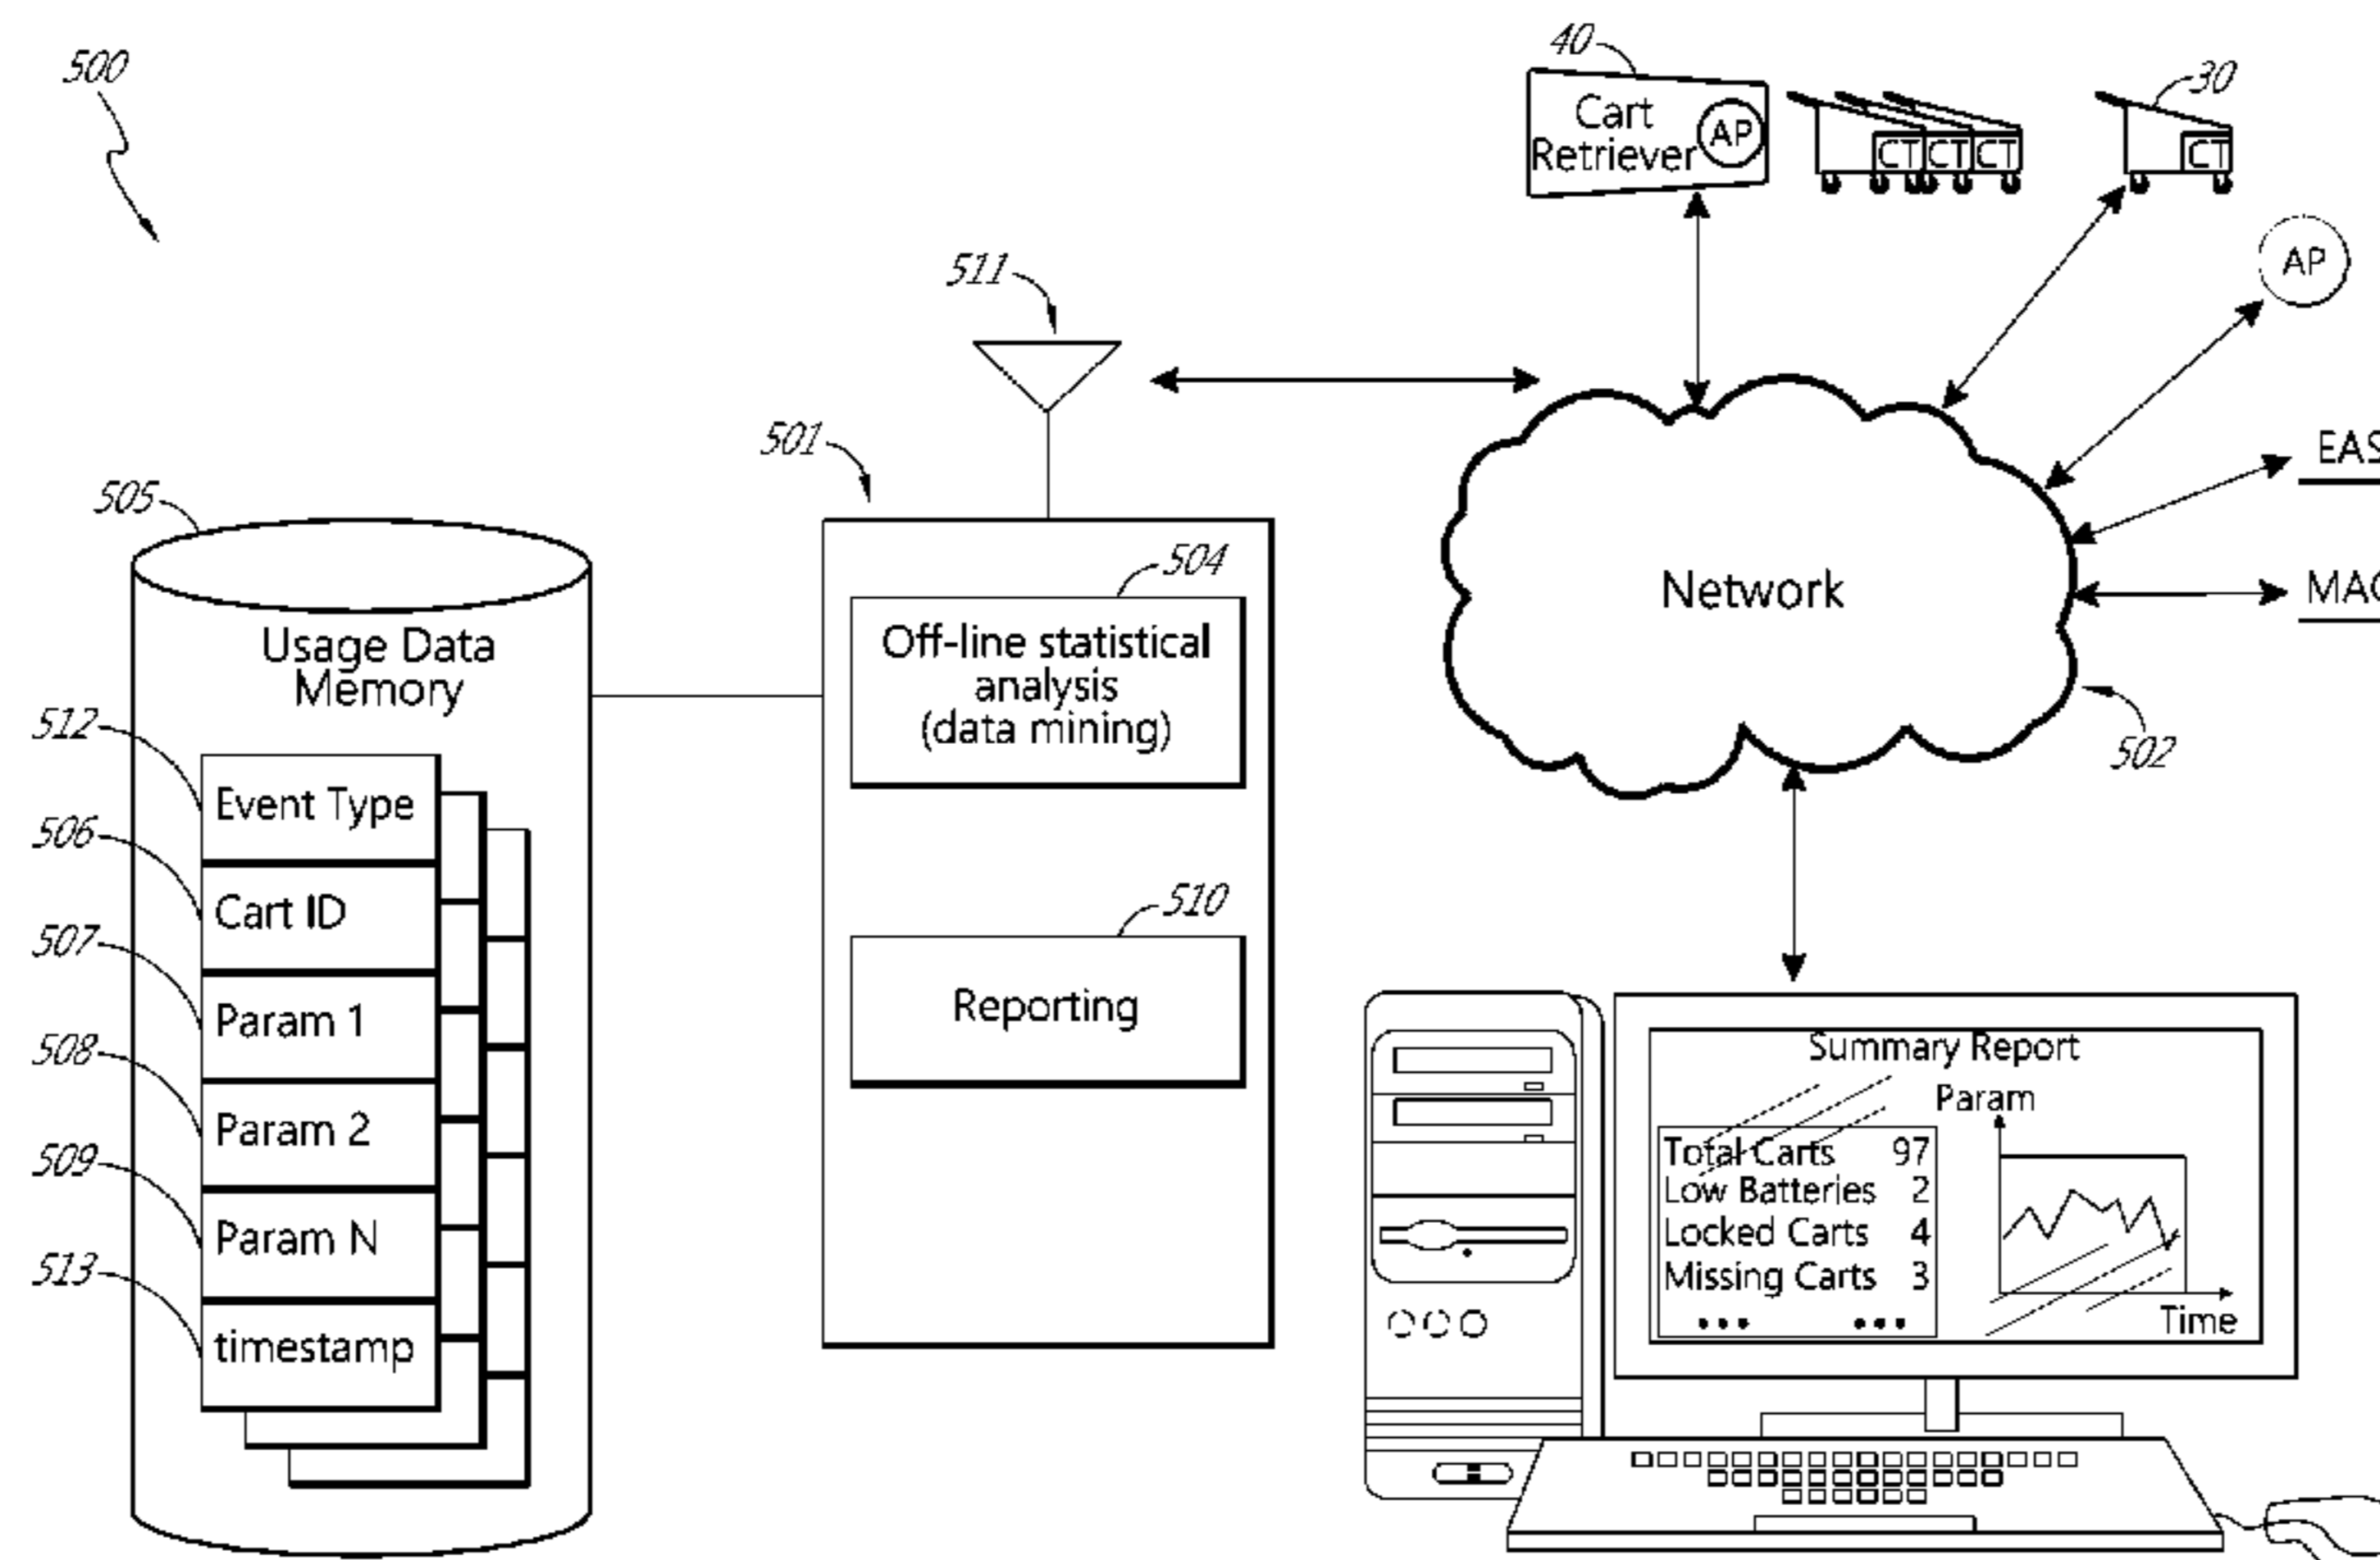 500
40
30
Cart
Retriever
AP
CT CT CT
CT
AP
511
501
EAS
MAC
Network
502
505
Usage Data
Memory
512
Event Type
506
Cart ID
507
Param 1
508
Param 2
509
Param N
513
timestamp
504
Off-line statistical
analysis
(data mining)
510
Reporting
Summary Report
Param
Total Carts 97
Low Batteries 2
Locked Carts 4
Missing Carts 3
••• •••
Time